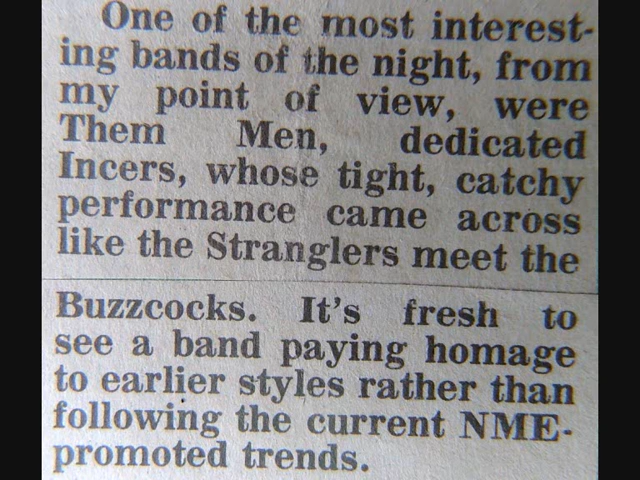 One of the most interest-
ing bands of the night, from
my point of view, were
Them Men, dedicated
Incers, whose tight, catchy
performance came across
like the Stranglers meet the
Buzzcocks. It's fresh to
see a band paying homage
to earlier styles rather than
following the current NME-
promoted trends.